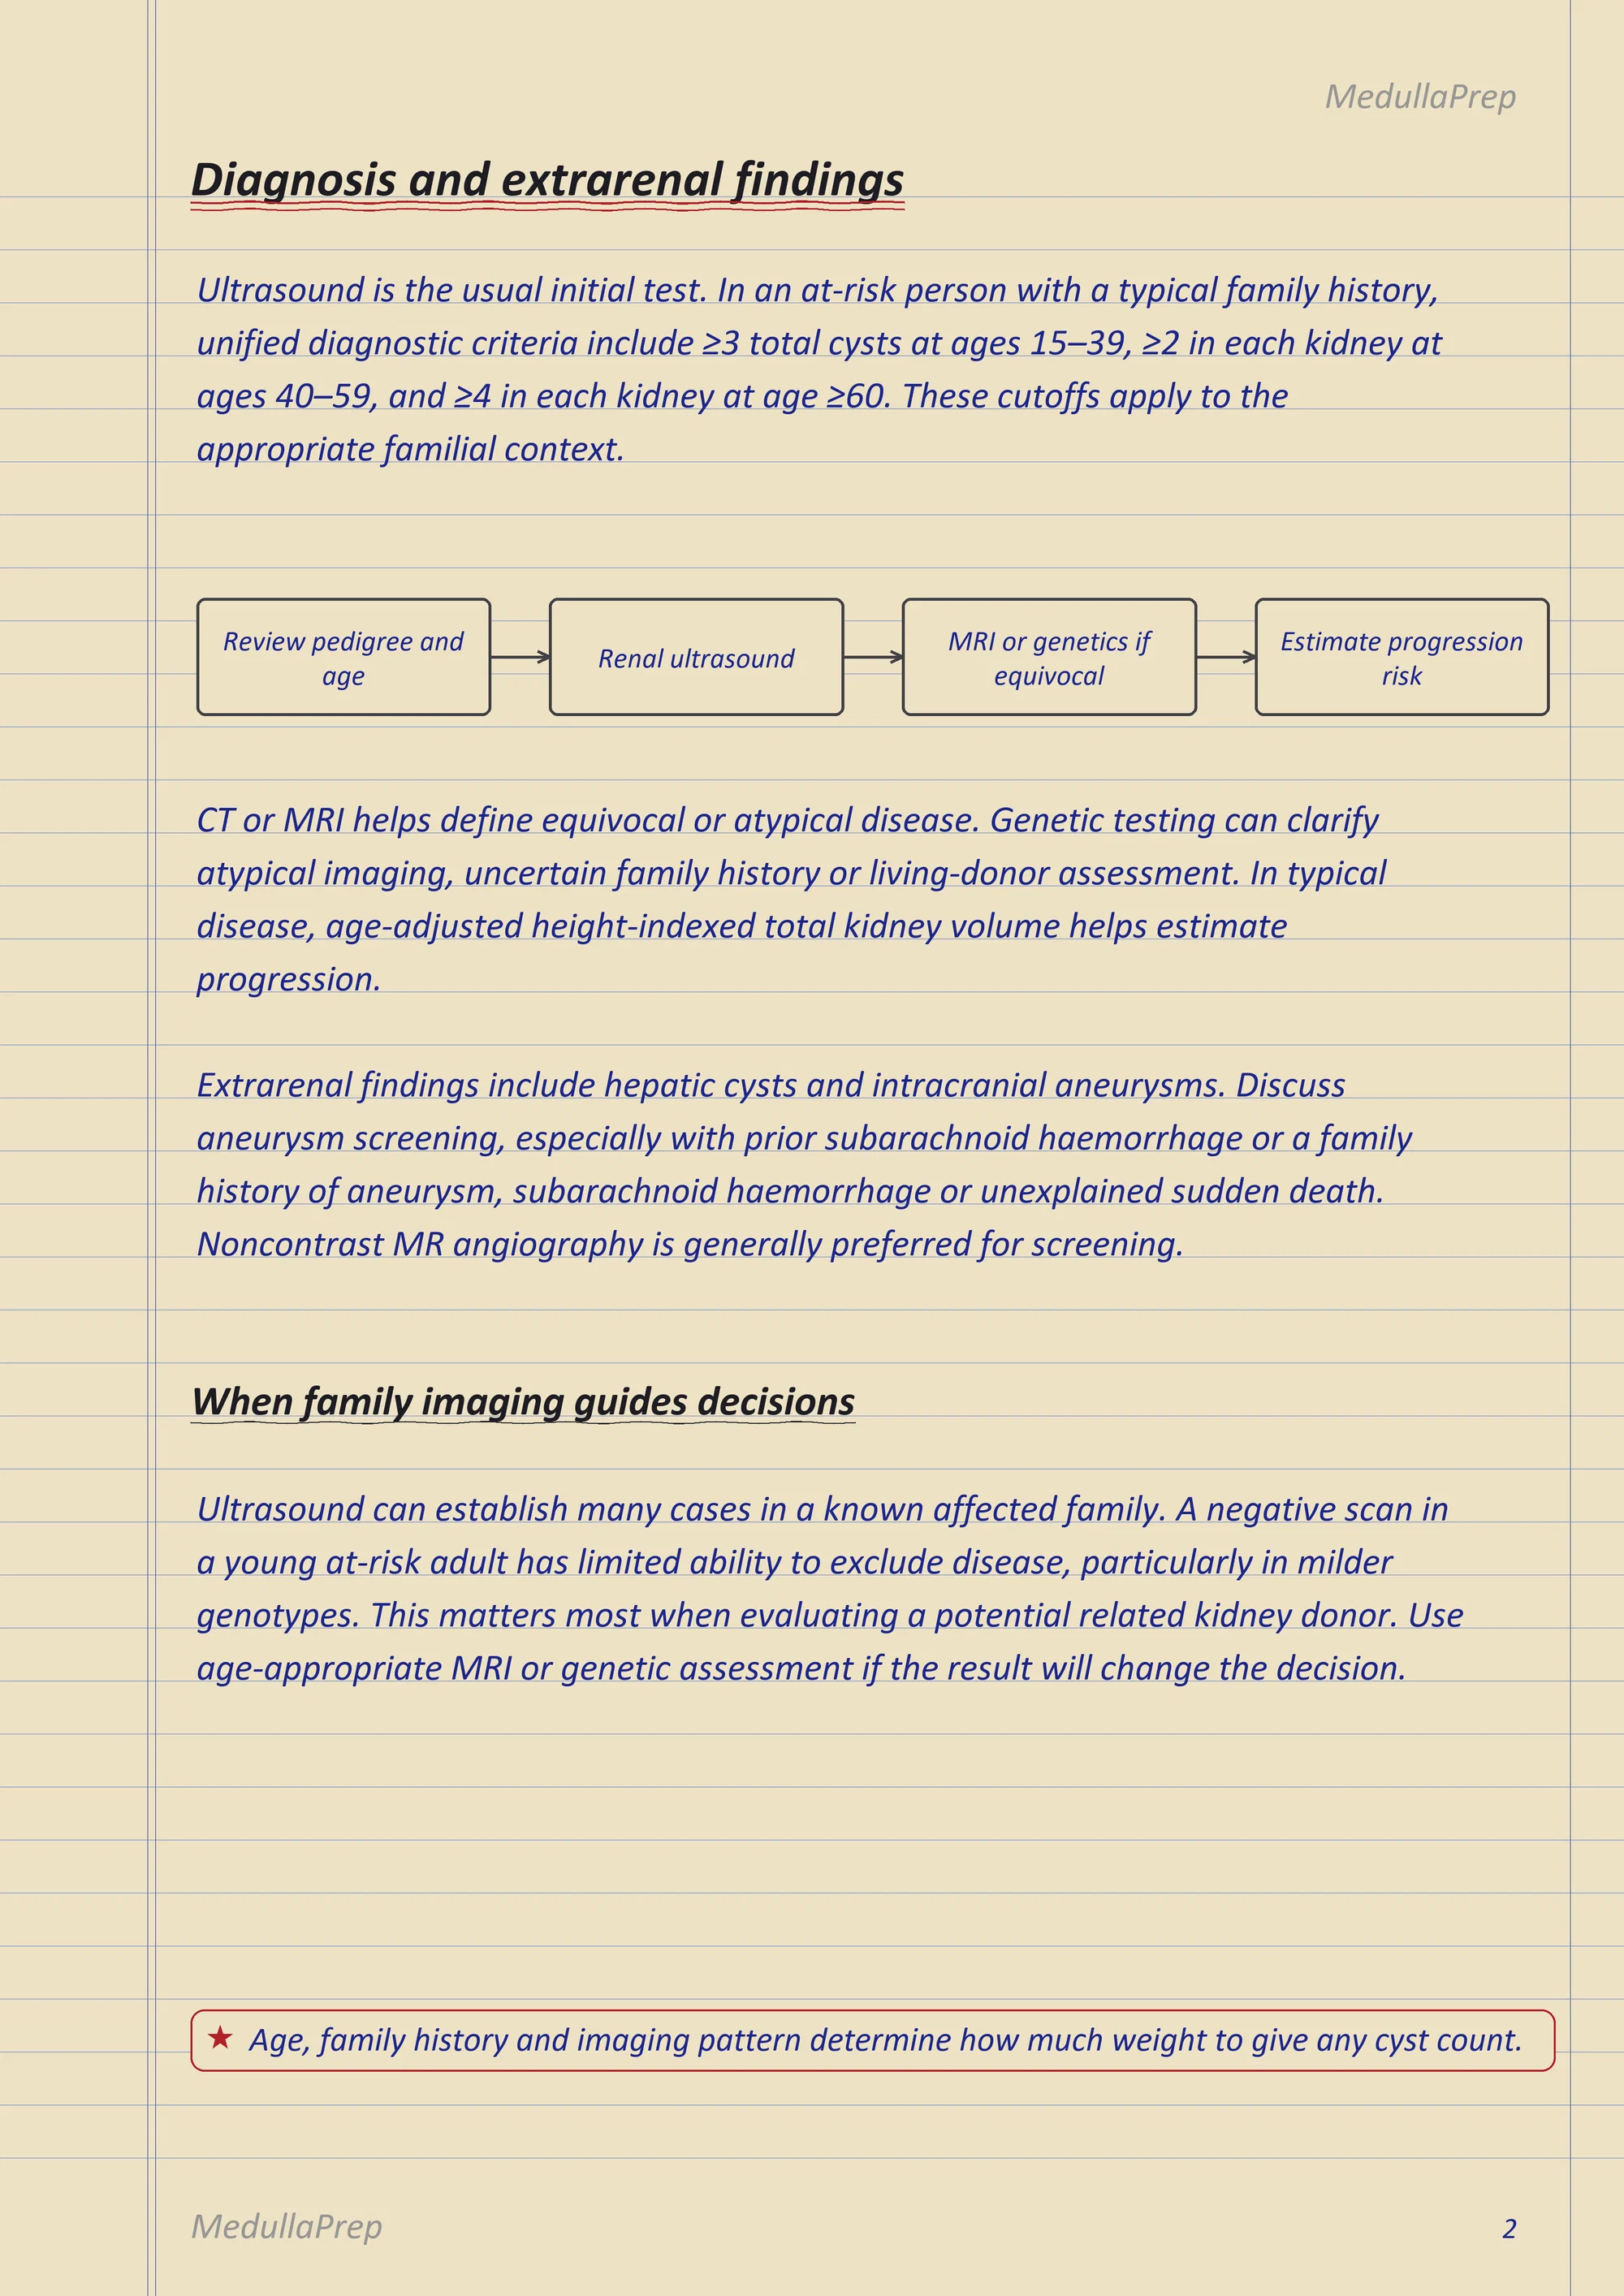 MedullaPrep
Diagnosis and extrarenal findings
Ultrasound is the usual initial test. In an at-risk person with a typical family history,
unified diagnostic criteria include ≥3 total cysts at ages 15–39, ≥2 in each kidney at
ages 40–59, and ≥4 in each kidney at age ≥60. These cutoffs apply to the
appropriate familial context.
Review pedigree and
age
Renal ultrasound
MRI or genetics if
equivocal
Estimate progression
risk
CT or MRI helps define equivocal or atypical disease. Genetic testing can clarify
atypical imaging, uncertain family history or living-donor assessment. In typical
disease, age-adjusted height-indexed total kidney volume helps estimate
progression.
Extrarenal findings include hepatic cysts and intracranial aneurysms. Discuss
aneurysm screening, especially with prior subarachnoid haemorrhage or a family
history of aneurysm, subarachnoid haemorrhage or unexplained sudden death.
Noncontrast MR angiography is generally preferred for screening.
When family imaging guides decisions
Ultrasound can establish many cases in a known affected family. A negative scan in
a young at-risk adult has limited ability to exclude disease, particularly in milder
genotypes. This matters most when evaluating a potential related kidney donor. Use
age-appropriate MRI or genetic assessment if the result will change the decision.
★ Age, family history and imaging pattern determine how much weight to give any cyst count.
MedullaPrep
2